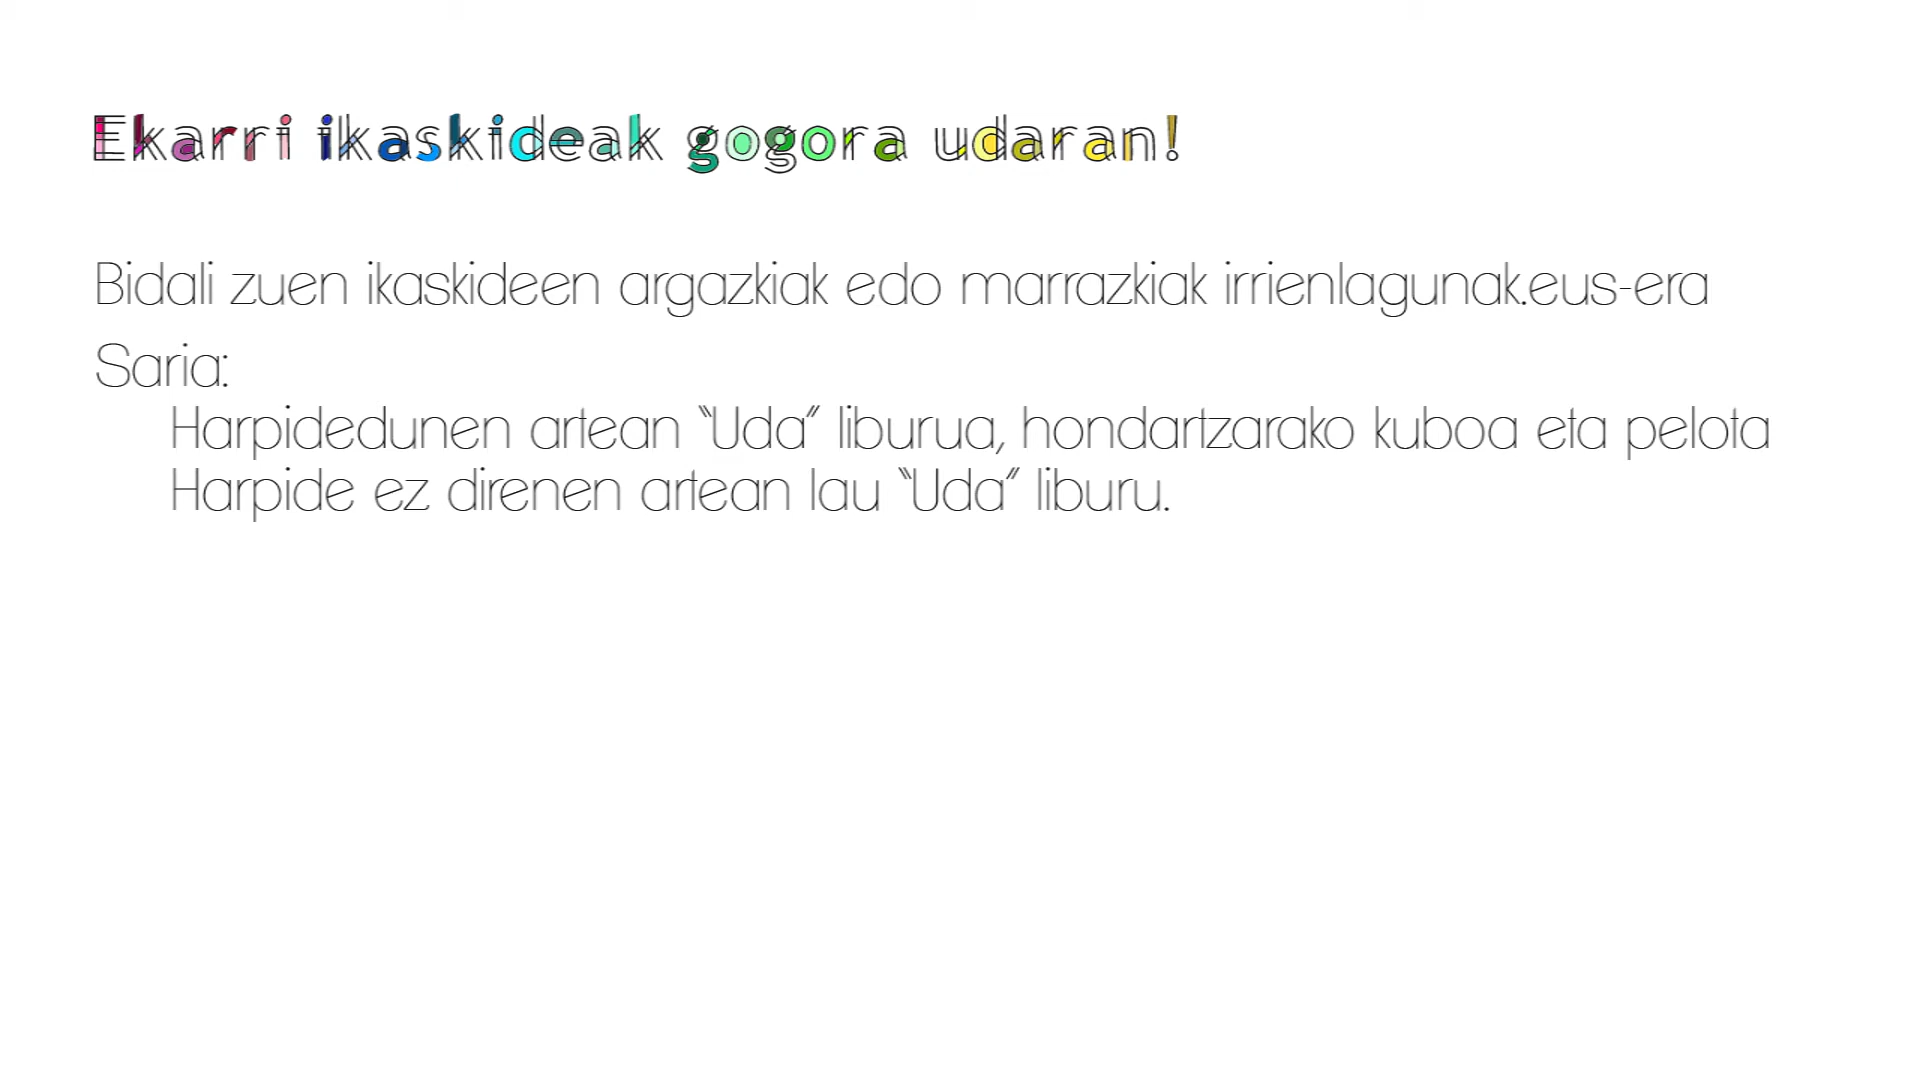 Ekarri ikaskideak gogora udaran!
Bidali zuen ikaskideen argazkiak edo marrazkiak irrienlagunak.eus-era
Saria:
Harpidedunen artean “Uda” liburua, hondartzarako kuboa eta pelota
Harpide ez direnen artean lau “Uda” liburu.